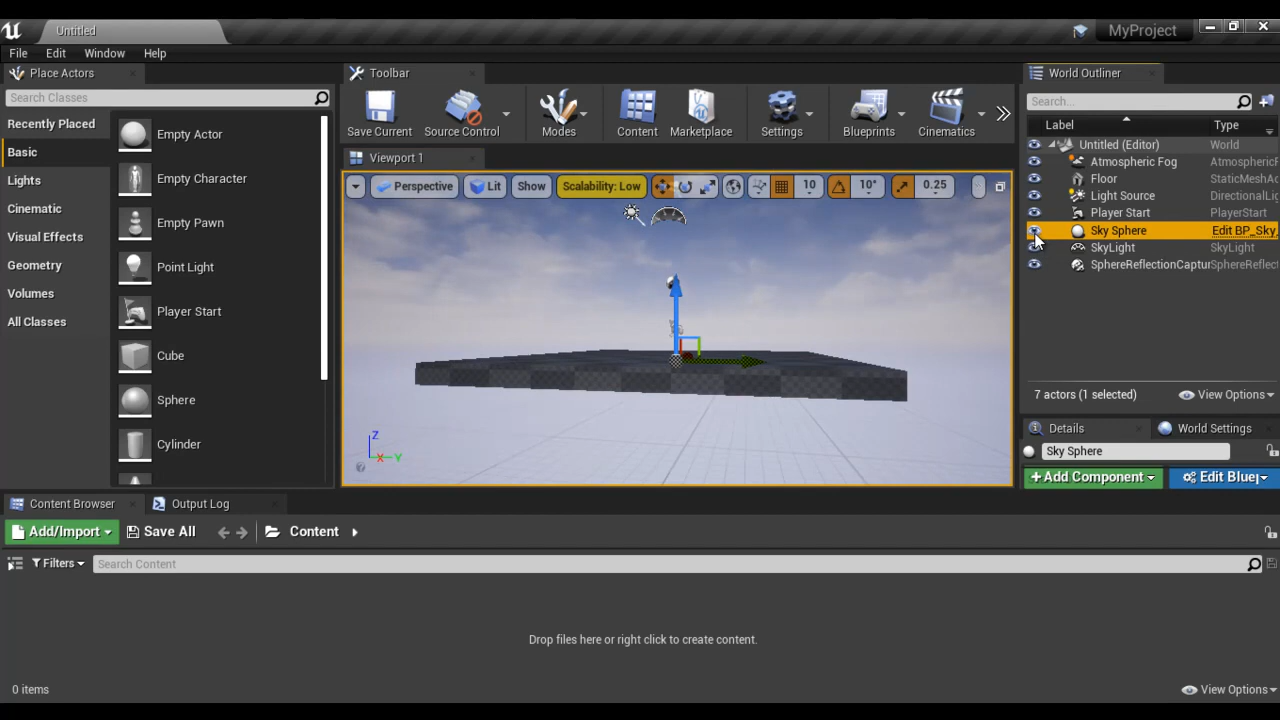 Untitled
MyProject
File Edit Window Help
Place Actors
Search Classes
Recently Placed
Basic
Lights
Cinematic
Visual Effects
Geometry
Volumes
All Classes
Empty Actor
Empty Character
Empty Pawn
Point Light
Player Start
Cube
Sphere
Cylinder
Toolbar
Save Current
Source Control
Modes
Content
Marketplace
Settings
Blueprints
Cinematics
Viewport 1
Perspective Lit Show Scalability: Low 10 10° 0.25
Z
X Y
World Outliner
Search...
Label Type
Untitled (Editor) World
Atmospheric Fog Atmospheric
Floor StaticMeshAc
Light Source DirectionalLig
Player Start PlayerStart
Sky Sphere Edit BP_Sky_
SkyLight SkyLight
SphereReflectionCaptur SphereReflect
7 actors (1 selected) View Options
Details World Settings
Sky Sphere
+Add Component Edit Bluep
Content Browser Output Log
Add/Import Save All Content
Filters Search Content
Drop files here or right click to create content.
0 items View Options